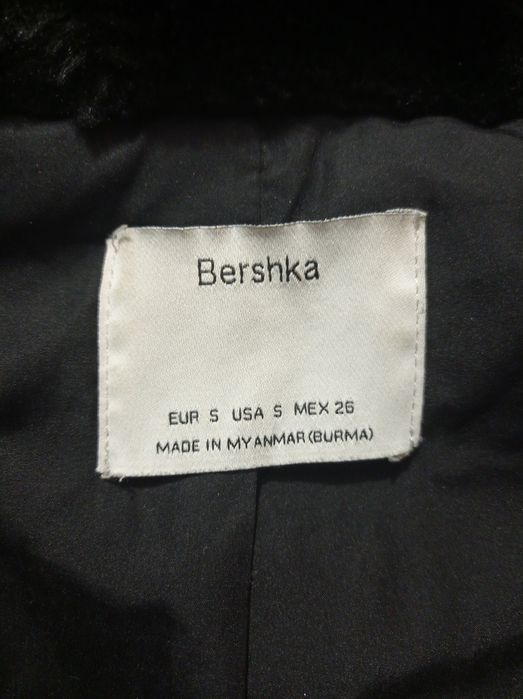 Bershka
EUR S USA S MEX 26
MADE IN MYANMAR (BURMA)